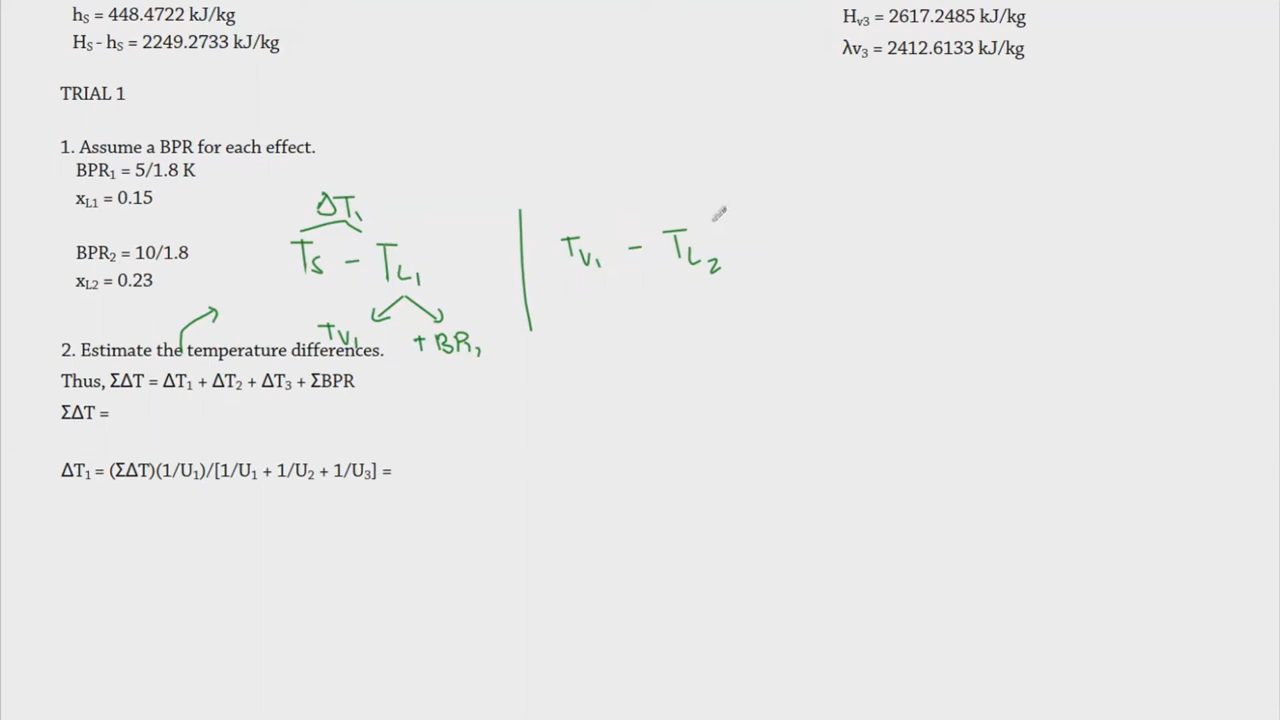 hS = 448.4722 kJ/kg
HS - hS = 2249.2733 kJ/kg
Hv3 = 2617.2485 kJ/kg
λv3 = 2412.6133 kJ/kg
TRIAL 1
1. Assume a BPR for each effect.
BPR1 = 5/1.8 K
xL1 = 0.15
BPR2 = 10/1.8
xL2 = 0.23
ΔT1
TS - TL1
TV1 + BR1
TV1 - TL2
2. Estimate the temperature differences.
Thus, ΣΔT = ΔT1 + ΔT2 + ΔT3 + ΣBPR
ΣΔT =
ΔT1 = (ΣΔT)(1/U1)/[1/U1 + 1/U2 + 1/U3] =